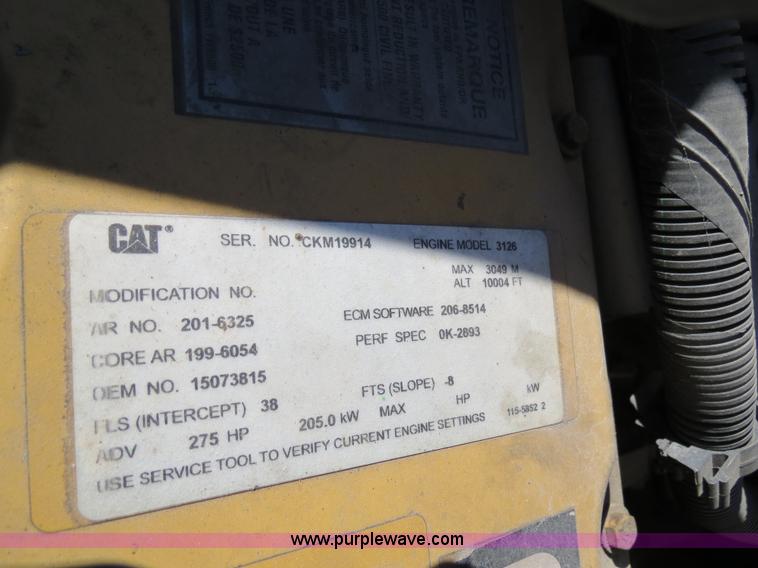 NOTICE
REMARQUE
CAT®
SER. NO. CKM19914
ENGINE MODEL 3126
MAX 3049 M
ALT 10004 FT
MODIFICATION NO.
AR NO. 201-6325
ECM SOFTWARE 206-8514
CORE AR 199-6054
PERF SPEC 0K-2893
OEM NO. 15073815
FLS (INTERCEPT) 38
FTS (SLOPE) -8
ADV 275 HP 205.0 kW MAX HP kW
USE SERVICE TOOL TO VERIFY CURRENT ENGINE SETTINGS
115-5852 2
www.purplewave.com